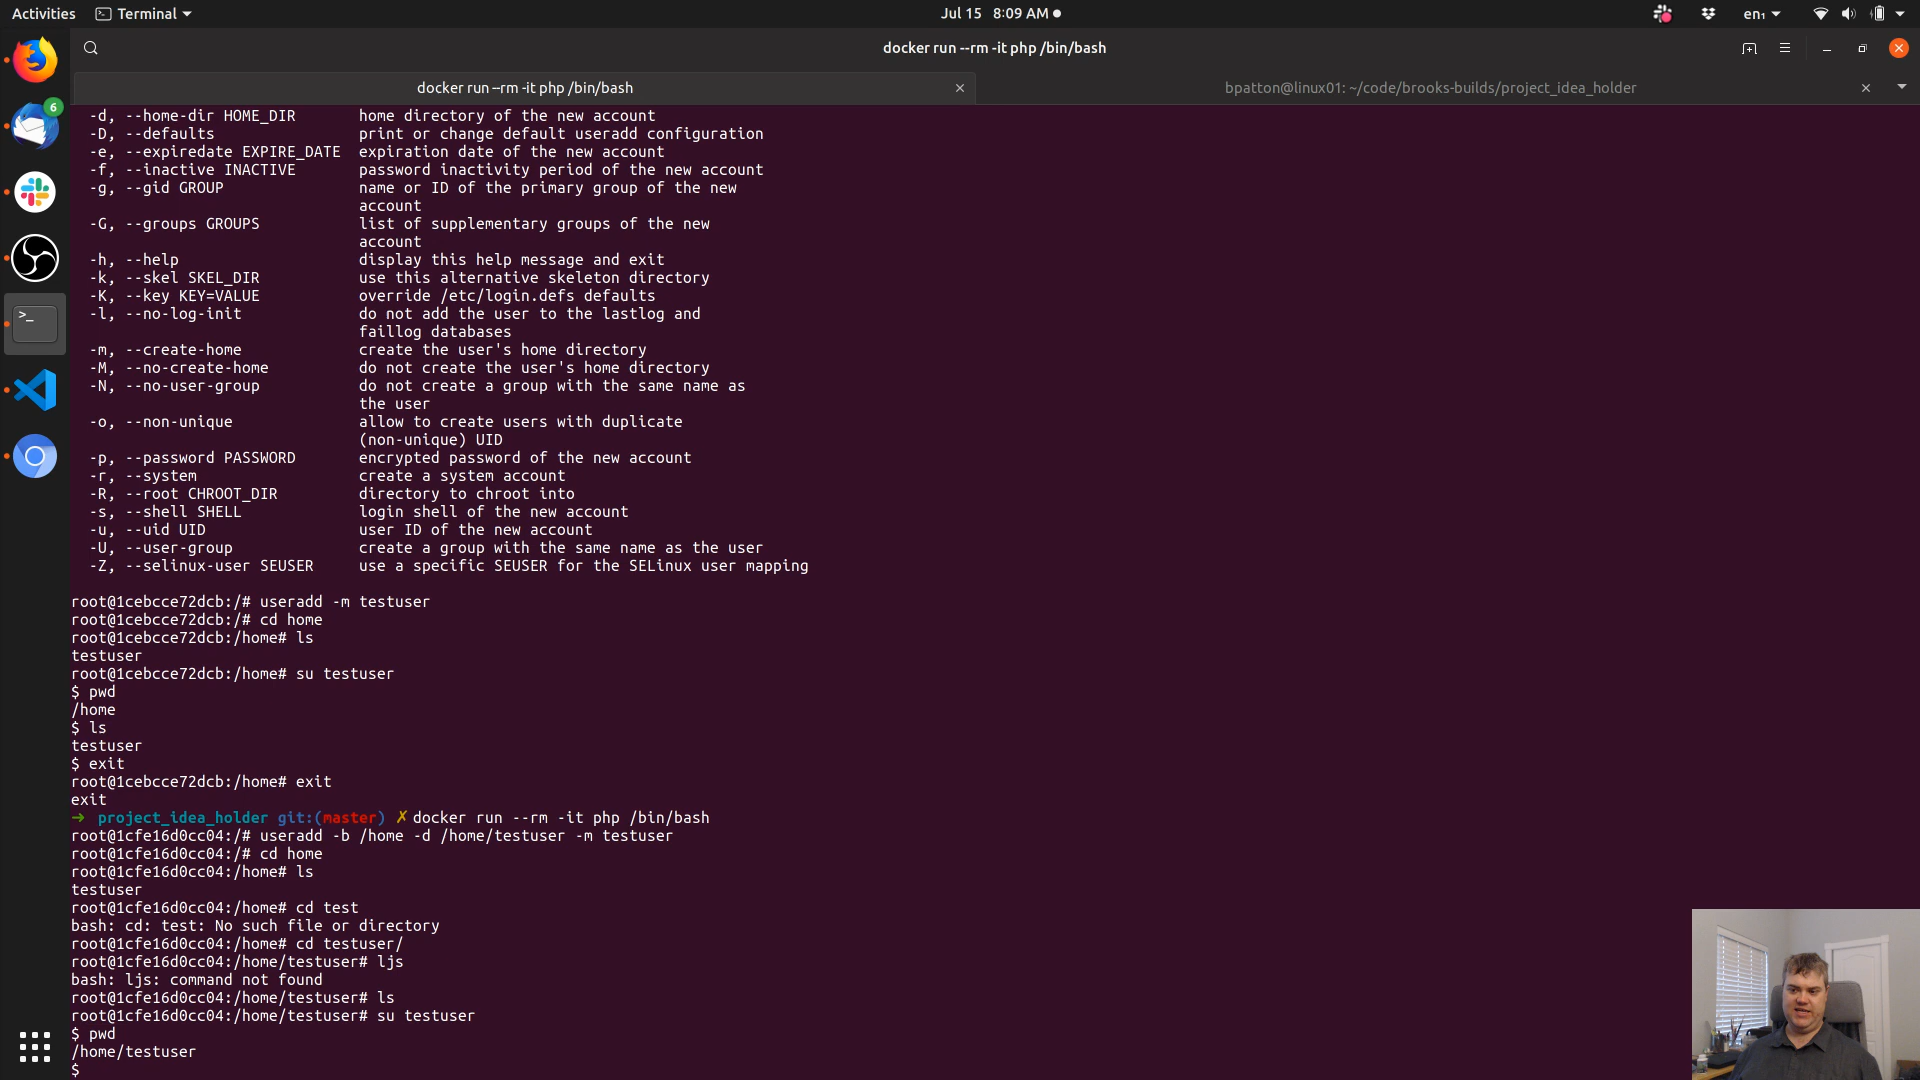 Activities
Terminal
Jul 15 8:09 AM
en₁
docker run --rm -it php /bin/bash
docker run --rm -it php /bin/bash
bpatton@linux01: ~/code/brooks-builds/project_idea_holder
6
-d, --home-dir HOME_DIR home directory of the new account
-D, --defaults print or change default useradd configuration
-e, --expiredate EXPIRE_DATE expiration date of the new account
-f, --inactive INACTIVE password inactivity period of the new account
-g, --gid GROUP name or ID of the primary group of the new
account
-G, --groups GROUPS list of supplementary groups of the new
account
-h, --help display this help message and exit
-k, --skel SKEL_DIR use this alternative skeleton directory
-K, --key KEY=VALUE override /etc/login.defs defaults
-l, --no-log-init do not add the user to the lastlog and
faillog databases
-m, --create-home create the user's home directory
-M, --no-create-home do not create the user's home directory
-N, --no-user-group do not create a group with the same name as
the user
-o, --non-unique allow to create users with duplicate
(non-unique) UID
-p, --password PASSWORD encrypted password of the new account
-r, --system create a system account
-R, --root CHROOT_DIR directory to chroot into
-s, --shell SHELL login shell of the new account
-u, --uid UID user ID of the new account
-U, --user-group create a group with the same name as the user
-Z, --selinux-user SEUSER use a specific SEUSER for the SELinux user mapping
root@1cebcce72dcb:/# useradd -m testuser
root@1cebcce72dcb:/# cd home
root@1cebcce72dcb:/home# ls
testuser
root@1cebcce72dcb:/home# su testuser
$ pwd
/home
$ ls
testuser
$ exit
root@1cebcce72dcb:/home# exit
exit
➜ project_idea_holder git:(master) ✗ docker run --rm -it php /bin/bash
root@1cfe16d0cc04:/# useradd -b /home -d /home/testuser -m testuser
root@1cfe16d0cc04:/# cd home
root@1cfe16d0cc04:/home# ls
testuser
root@1cfe16d0cc04:/home# cd test
bash: cd: test: No such file or directory
root@1cfe16d0cc04:/home# cd testuser/
root@1cfe16d0cc04:/home/testuser# ljs
bash: ljs: command not found
root@1cfe16d0cc04:/home/testuser# ls
root@1cfe16d0cc04:/home/testuser# su testuser
$ pwd
/home/testuser
$